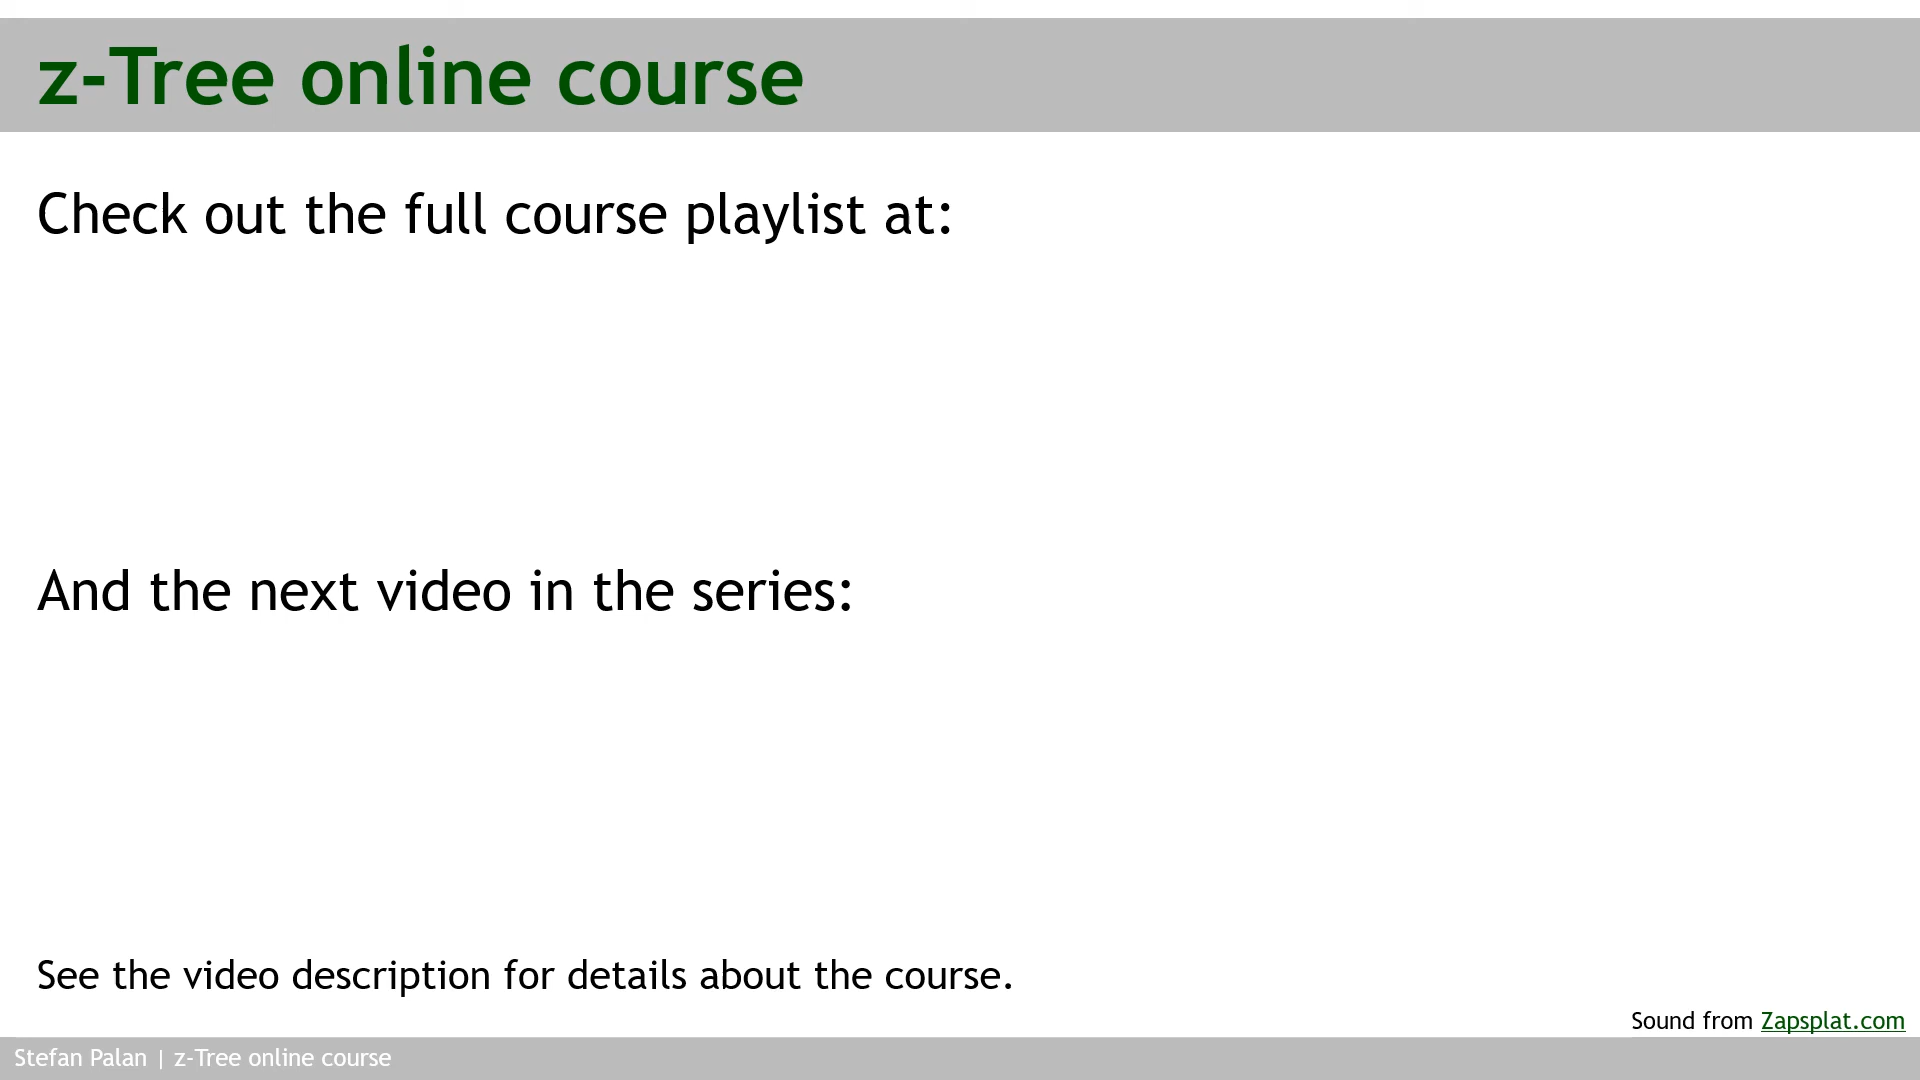 z-Tree online course
Check out the full course playlist at:
And the next video in the series:
See the video description for details about the course.
Sound from Zapsplat.com
Stefan Palan | z-Tree online course